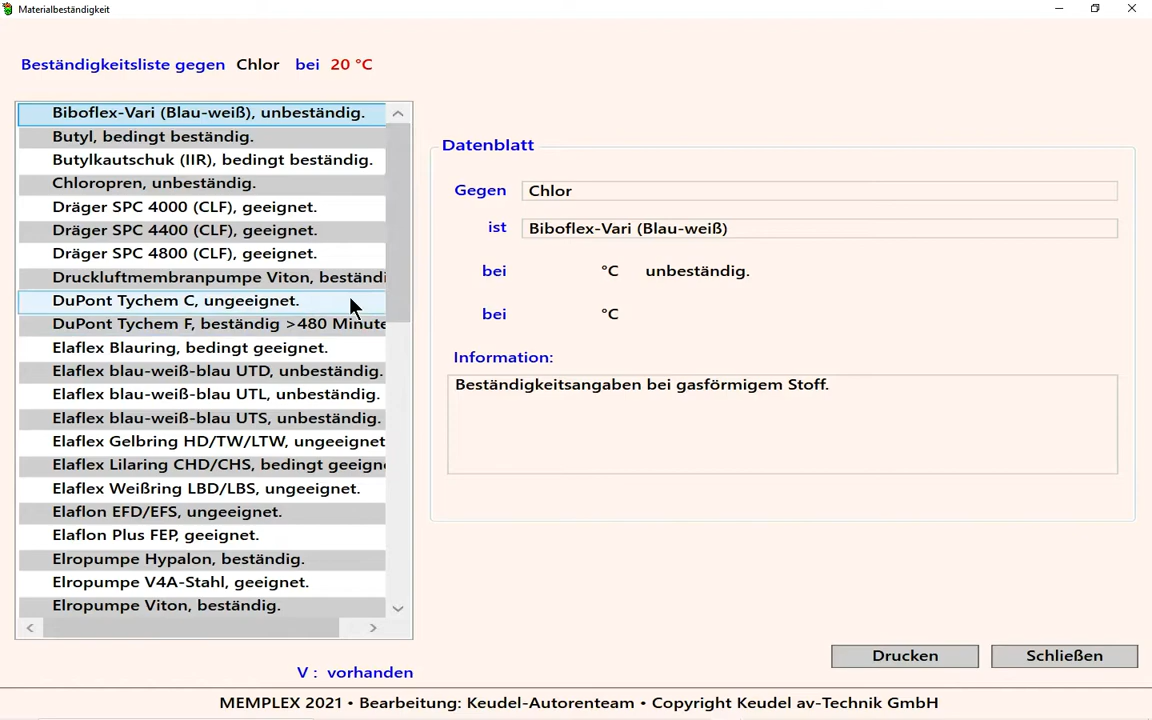 Materialbeständigkeit
Beständigkeitsliste gegen Chlor bei 20 °C
Biboflex-Vari (Blau-weiß), unbeständig.
Butyl, bedingt beständig.
Butylkautschuk (IIR), bedingt beständig.
Chloropren, unbeständig.
Dräger SPC 4000 (CLF), geeignet.
Dräger SPC 4400 (CLF), geeignet.
Dräger SPC 4800 (CLF), geeignet.
Druckluftmembranpumpe Viton, beständi
DuPont Tychem C, ungeeignet.
DuPont Tychem F, beständig >480 Minute
Elaflex Blauring, bedingt geeignet.
Elaflex blau-weiß-blau UTD, unbeständig.
Elaflex blau-weiß-blau UTL, unbeständig.
Elaflex blau-weiß-blau UTS, unbeständig.
Elaflex Gelbring HD/TW/LTW, ungeeignet
Elaflex Lilaring CHD/CHS, bedingt geeign
Elaflex Weißring LBD/LBS, ungeeignet.
Elaflon EFD/EFS, ungeeignet.
Elaflon Plus FEP, geeignet.
Elropumpe Hypalon, beständig.
Elropumpe V4A-Stahl, geeignet.
Elropumpe Viton, beständig.
V : vorhanden
Datenblatt
Gegen Chlor
ist Biboflex-Vari (Blau-weiß)
bei °C unbeständig.
bei °C
Information:
Beständigkeitsangaben bei gasförmigem Stoff.
Drucken Schließen
MEMPLEX 2021 • Bearbeitung: Keudel-Autorenteam • Copyright Keudel av-Technik GmbH